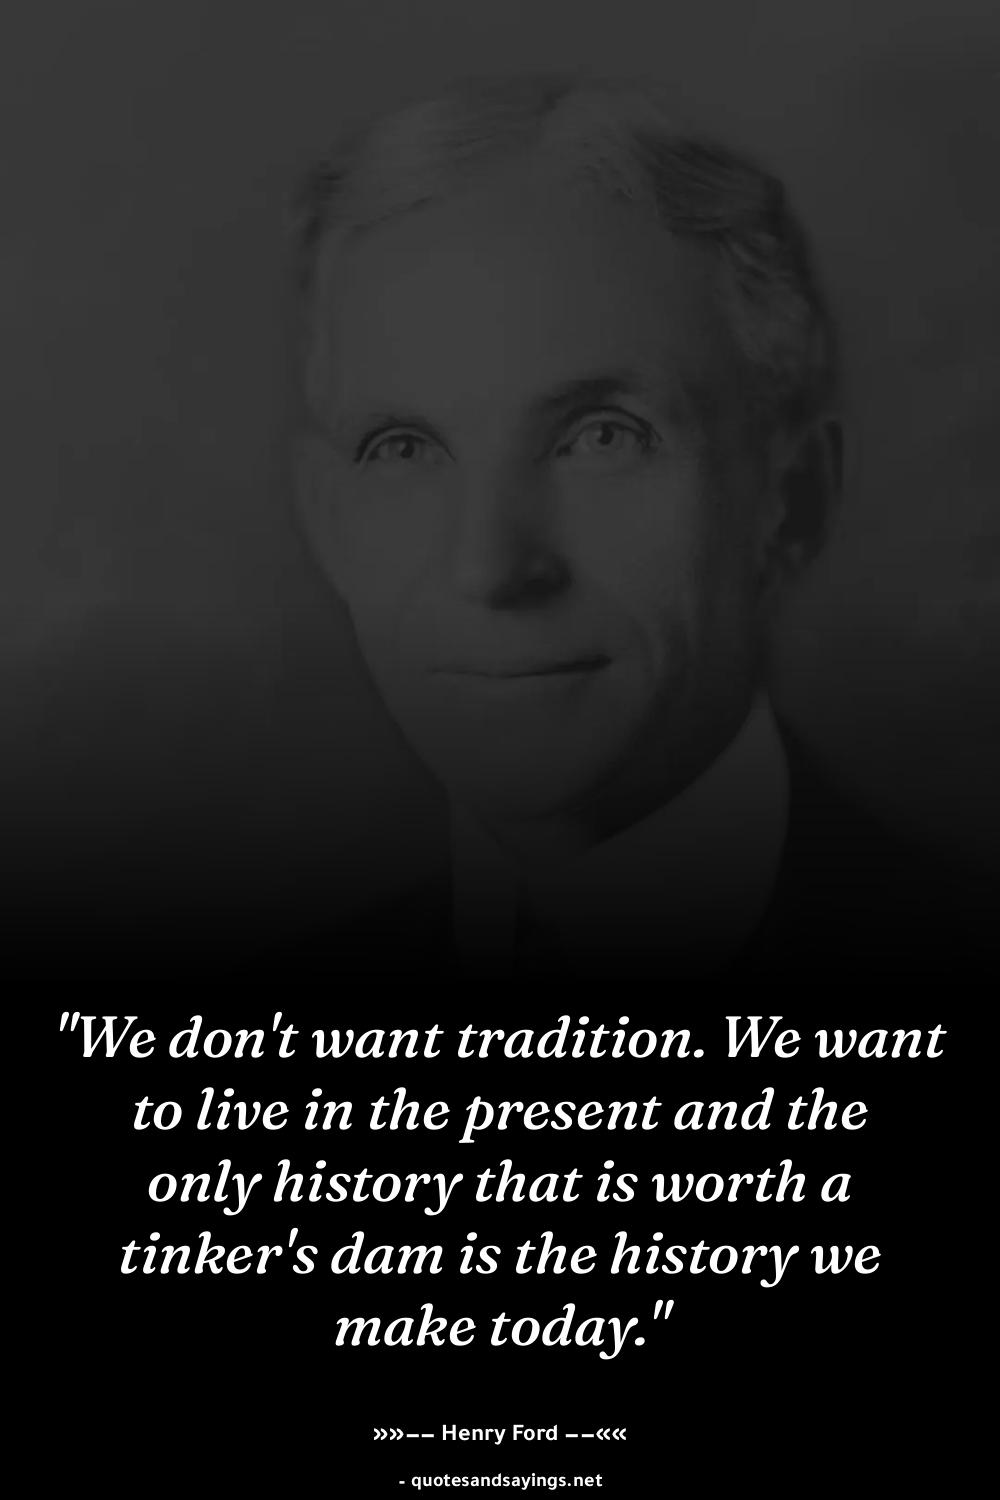 "We don't want tradition. We want
to live in the present and the
only history that is worth a
tinker's dam is the history we
make today."
»»–– Henry Ford ––««
- quotesandsayings.net